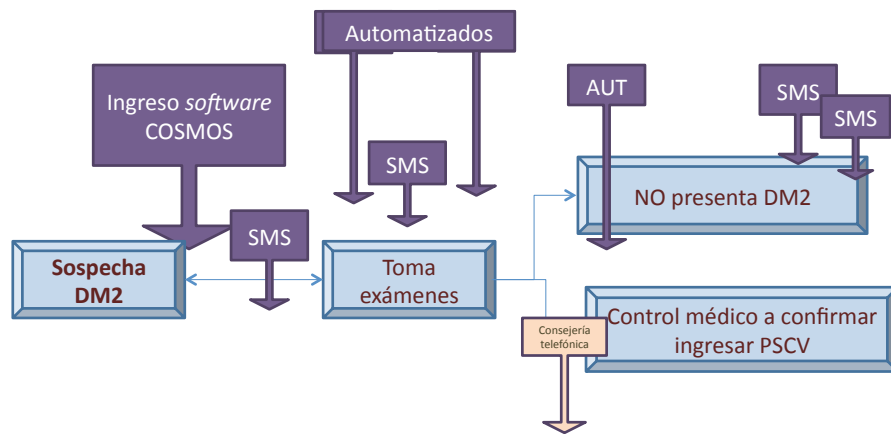 Automatizados
Ingreso software
COSMOS
AUT
SMS
SMS
SMS
SMS
NO presenta DM2
Sospecha
DM2
Toma
exámenes
Consejería
telefónica
Control médico a confirmar
ingresar PSCV